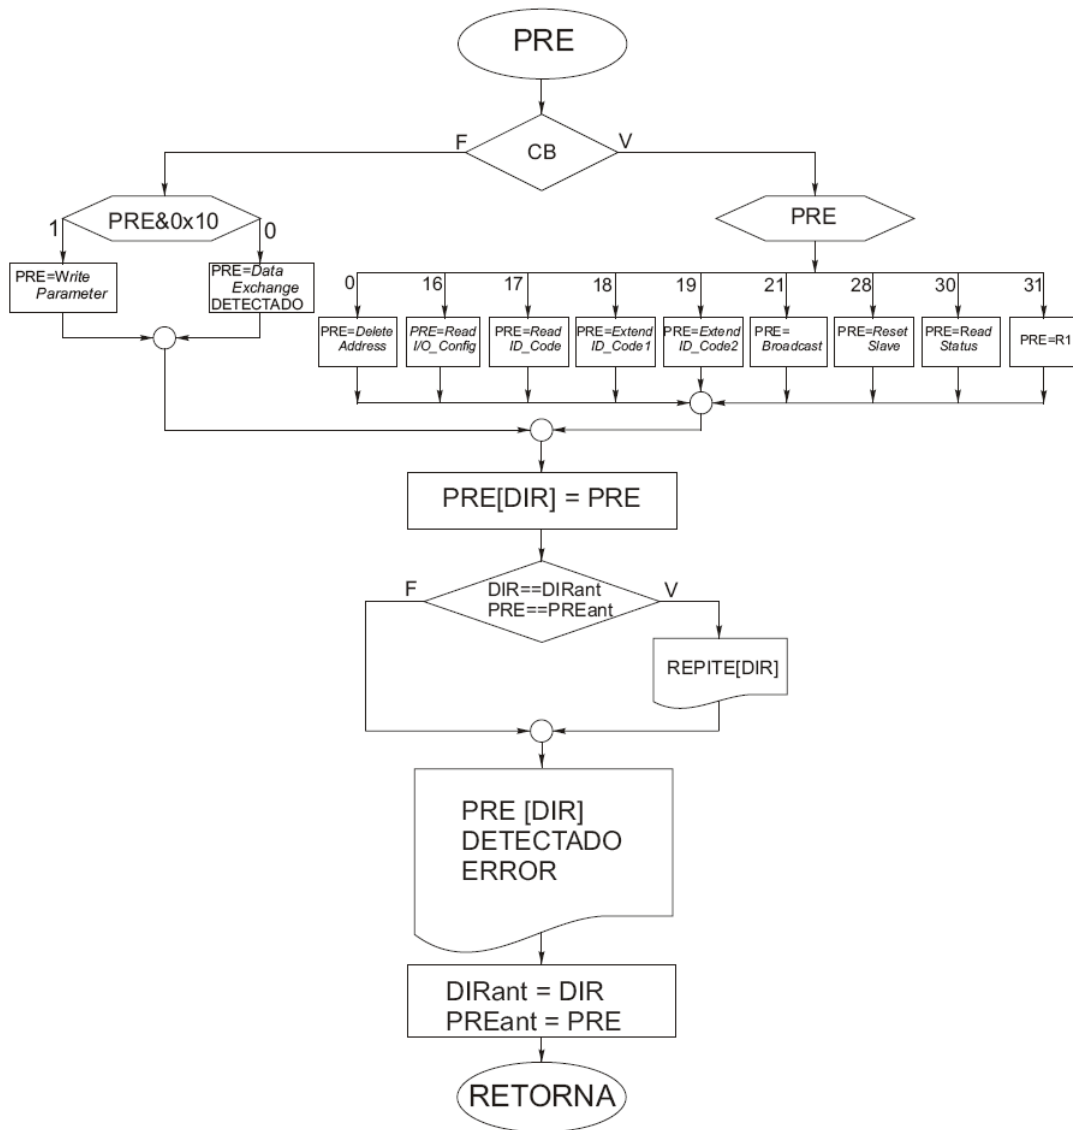 PRE
F
CB
V
PRE&0x10
PRE
1
0
PRE=Write
Parameter
PRE=Data
Exchange
DETECTADO
0
16
17
18
19
21
28
30
31
PRE=Delete
Address
PRE=Read
I/O_Config
PRE=Read
ID_Code
PRE=Extend
ID_Code1
PRE=Extend
ID_Code2
PRE=
Broadcast
PRE=Reset
Slave
PRE=Read
Status
PRE=R1
PRE[DIR] = PRE
F
DIR==DIRant
PRE==PREant
V
REPITE[DIR]
PRE [DIR]
DETECTADO
ERROR
DIRant = DIR
PREant = PRE
RETORNA